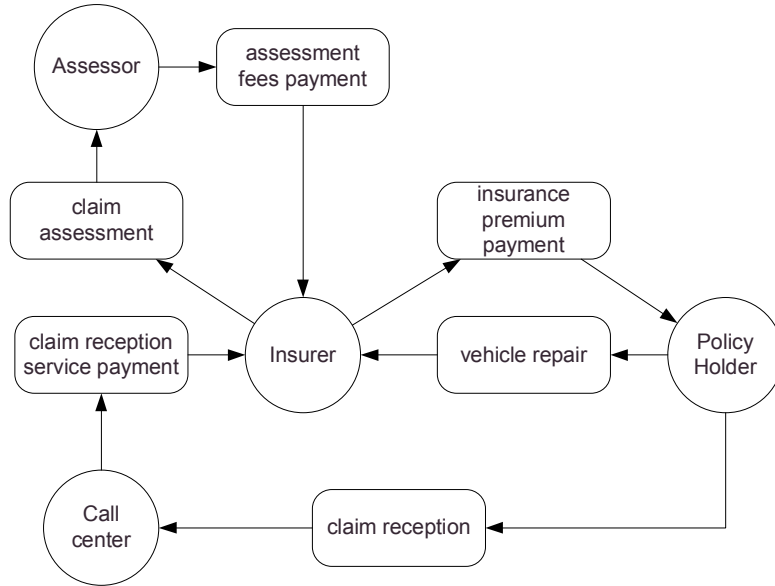 Assessor
assessment
fees payment
claim
assessment
insurance
premium
payment
claim reception
service payment
Insurer
vehicle repair
Policy
Holder
Call
center
claim reception